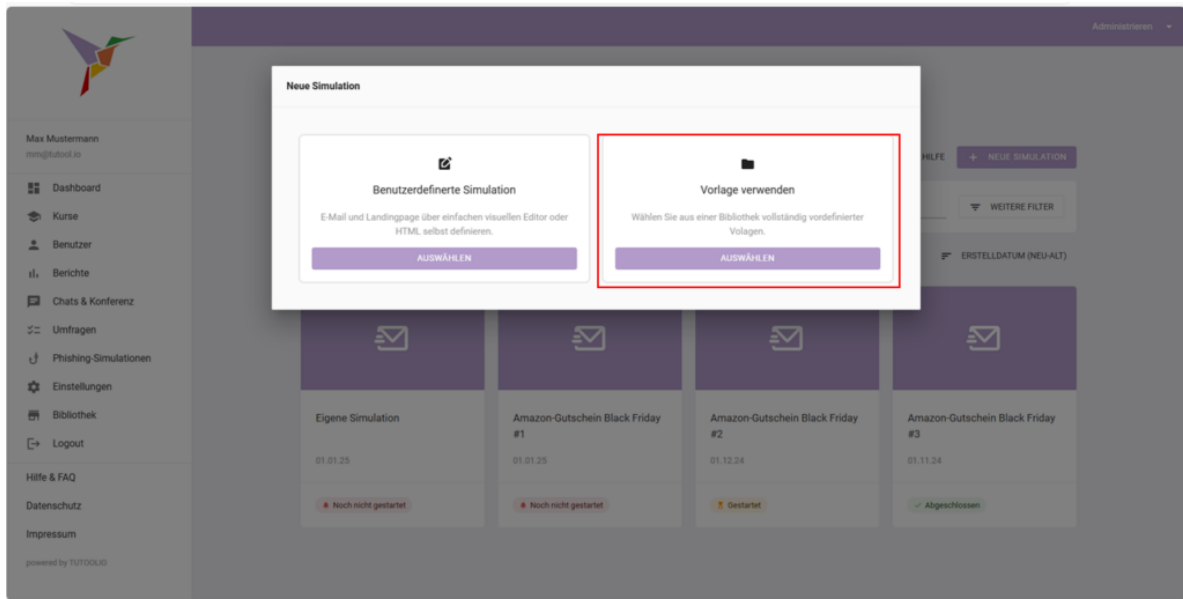 Administrieren
Max Mustermann
mm@tutool.io
Dashboard
Kurse
Benutzer
Berichte
Chats & Konferenz
Umfragen
Phishing-Simulationen
Einstellungen
Bibliothek
Logout
Hilfe & FAQ
Datenschutz
Impressum
powered by TUTOOLIO
Neue Simulation
Benutzerdefinierte Simulation
E-Mail und Landingpage über einfachen visuellen Editor oder
HTML selbst definieren.
AUSWÄHLEN
Vorlage verwenden
Wählen Sie aus einer Bibliothek vollständig vordefinierter
Volagen.
AUSWÄHLEN
HILFE
+ NEUE SIMULATION
WEITERE FILTER
ERSTELLDATUM (NEU-ALT)
Eigene Simulation
01.01.25
Noch nicht gestartet
Amazon-Gutschein Black Friday
#1
01.01.25
Noch nicht gestartet
Amazon-Gutschein Black Friday
#2
01.12.24
Gestartet
Amazon-Gutschein Black Friday
#3
01.11.24
Abgeschlossen